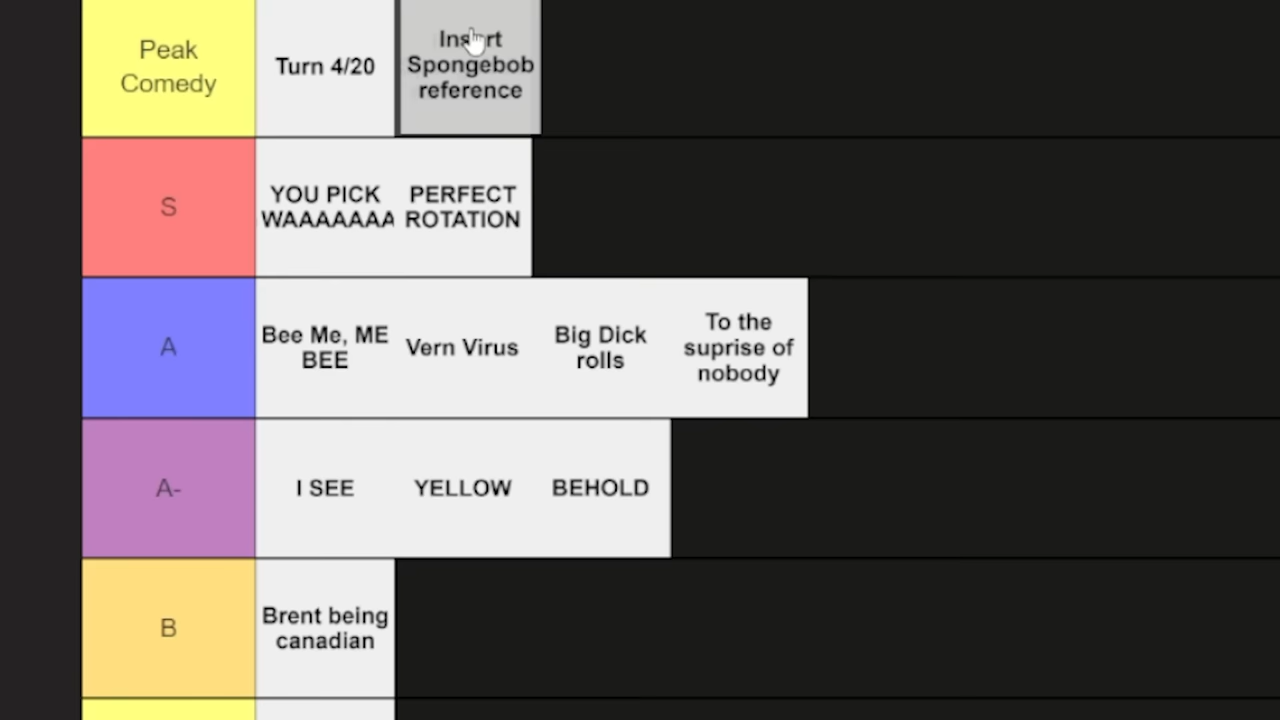 Peak
Comedy
Turn 4/20
Insert
Spongebob
reference
S
YOU PICK
WAAAAAAA
PERFECT
ROTATION
A
Bee Me, ME
BEE
Vern Virus
Big Dick
rolls
To the
suprise of
nobody
A-
I SEE
YELLOW
BEHOLD
B
Brent being
canadian